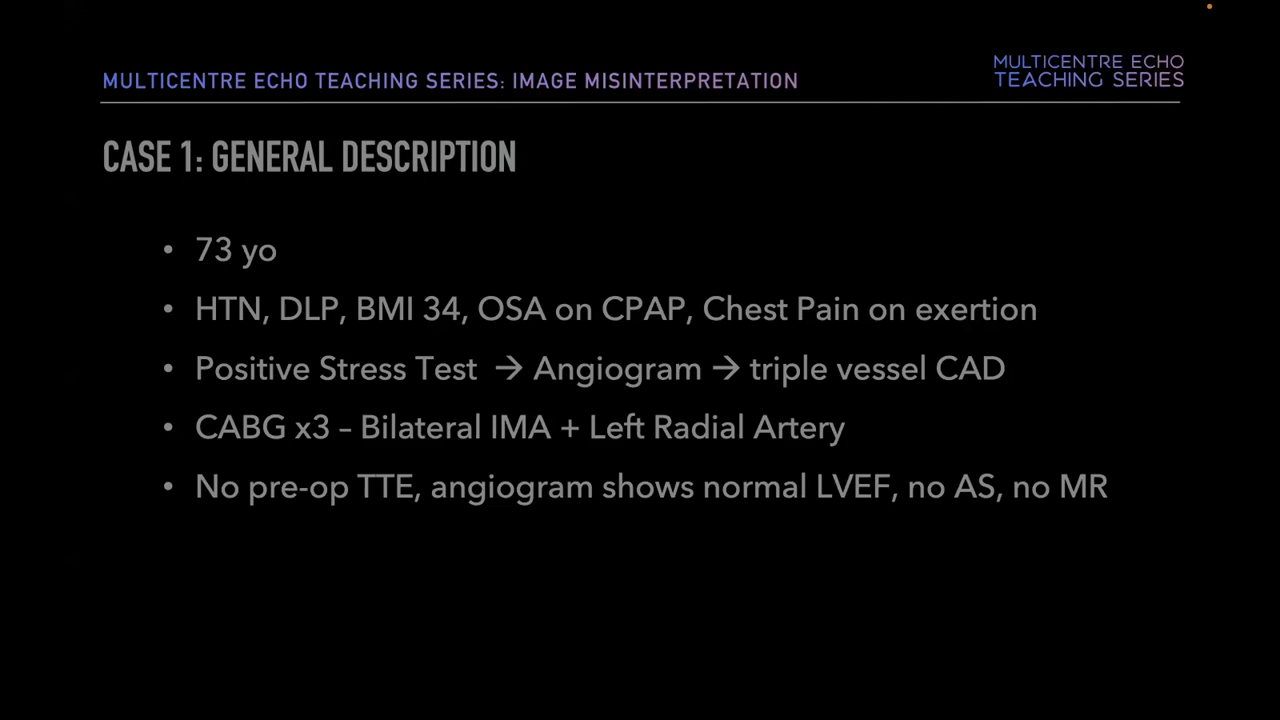 MULTICENTRE ECHO TEACHING SERIES: IMAGE MISINTERPRETATION
MULTICENTRE ECHO
TEACHING SERIES
CASE 1: GENERAL DESCRIPTION
• 73 yo
• HTN, DLP, BMI 34, OSA on CPAP, Chest Pain on exertion
• Positive Stress Test → Angiogram → triple vessel CAD
• CABG x3 – Bilateral IMA + Left Radial Artery
• No pre-op TTE, angiogram shows normal LVEF, no AS, no MR